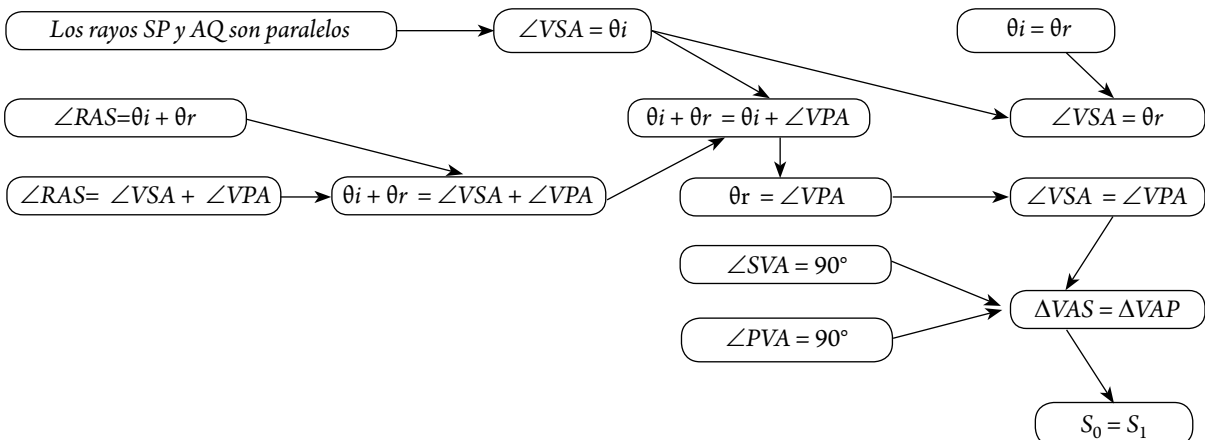 Los rayos SP y AQ son paralelos
∠VSA = θi
θi = θr
∠RAS=θi + θr
θi + θr = θi + ∠VPA
∠VSA = θr
∠RAS= ∠VSA + ∠VPA
θi + θr = ∠VSA + ∠VPA
θr = ∠VPA
∠VSA = ∠VPA
∠SVA = 90°
ΔVAS = ΔVAP
∠PVA = 90°
S₀ = S₁